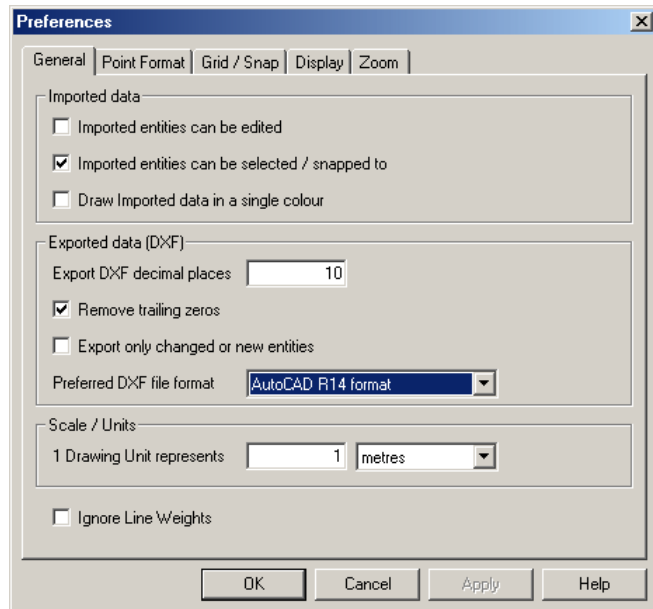 Preferences
General Point Format Grid / Snap Display Zoom
Imported data
Imported entities can be edited
Imported entities can be selected / snapped to
Draw Imported data in a single colour
Exported data (DXF)
Export DXF decimal places 10
Remove trailing zeros
Export only changed or new entities
Preferred DXF file format AutoCAD R14 format
Scale / Units
1 Drawing Unit represents 1 metres
Ignore Line Weights
OK Cancel Apply Help